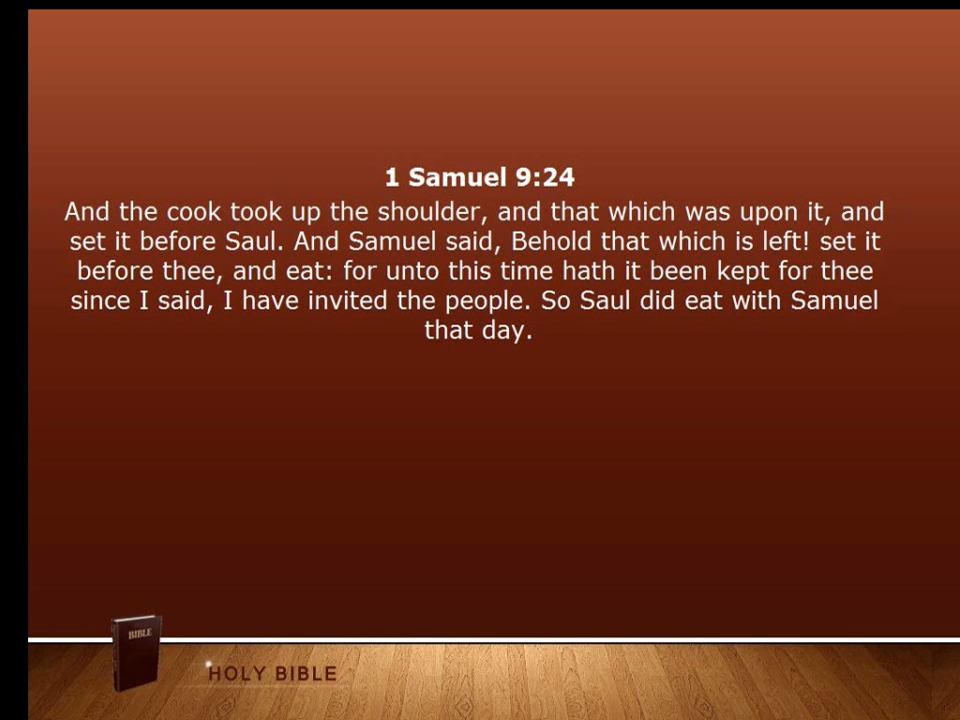 1 Samuel 9:24
And the cook took up the shoulder, and that which was upon it, and
set it before Saul. And Samuel said, Behold that which is left! set it
before thee, and eat: for unto this time hath it been kept for thee
since I said, I have invited the people. So Saul did eat with Samuel
that day.
BIBLE
HOLY BIBLE